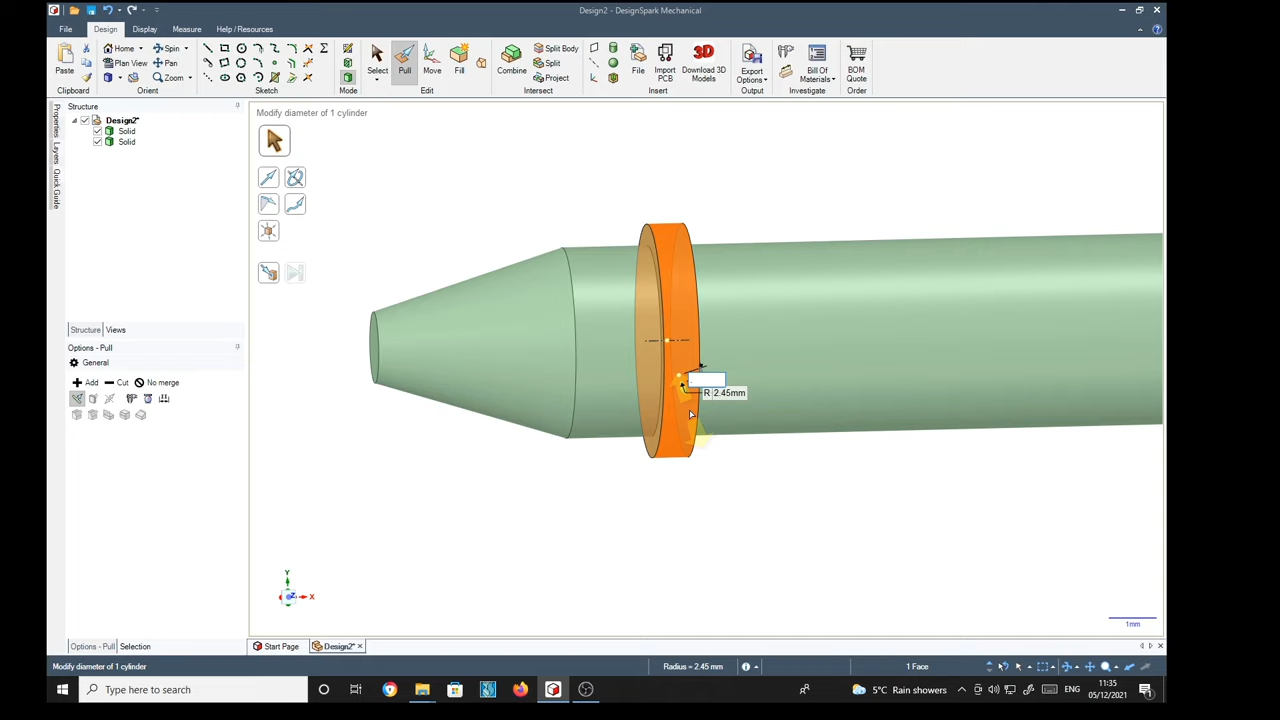 Design2 - DesignSpark Mechanical
File Design Display Measure Help / Resources
Paste
Home Spin
Plan View Pan
Zoom
Select Pull Move Fill
Combine
Split Body
Split
Project
File Import PCB Download 3D Models
Export Options
Bill Of Materials
BOM Quote
Clipboard Orient Sketch Mode Edit Intersect Insert Output Investigate Order
Structure
Design2*
Solid
Solid
Properties Layers Quick Guide
Modify diameter of 1 cylinder
Structure Views
Options - Pull
General
Add Cut No merge
R 2.45mm
Y
Z
X
1mm
Options - Pull Selection
Start Page Design2*
Modify diameter of 1 cylinder Radius = 2.45 mm 1 Face
Type here to search
5°C Rain showers ENG
11:35
05/12/2021
1